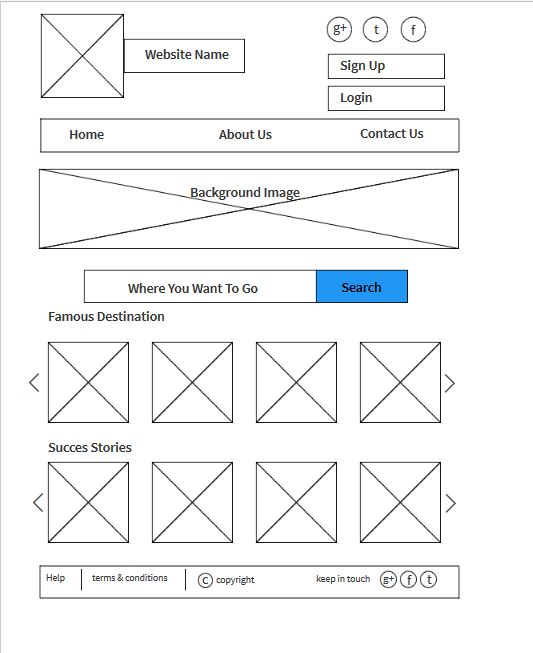 g+ t f
Website Name
Sign Up
Login
Home About Us Contact Us
Background Image
Where You Want To Go Search
Famous Destination
Succes Stories
Help terms & conditions © copyright keep in touch g+ f t